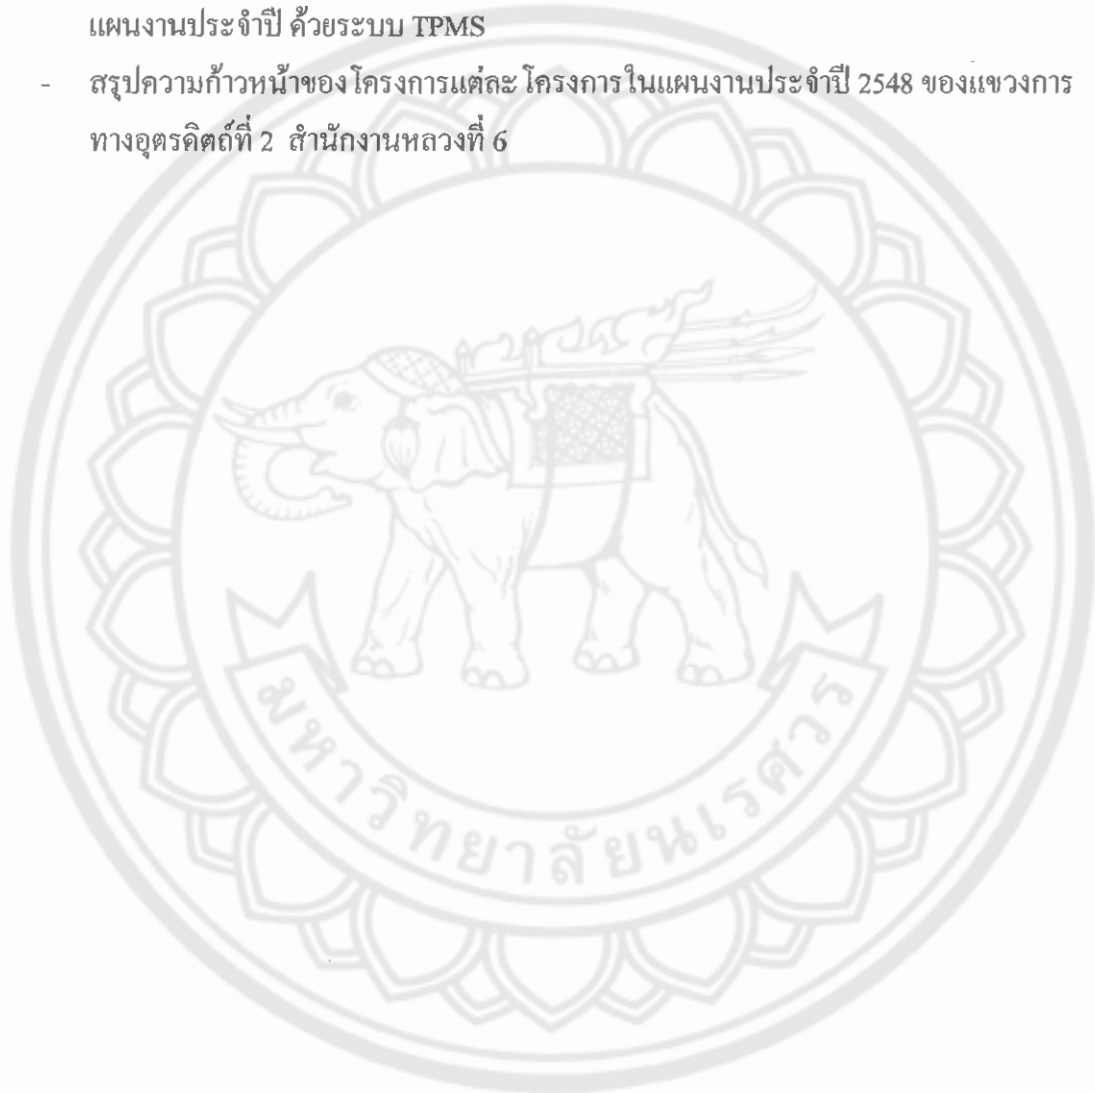 แผนงานประจำปี ด้วยระบบ TPMS
- สรุปความก้าวหน้าของโครงการแต่ละโครงการในแผนงานประจำปี 2548 ของแขวงการ
ทางอุตรดิตถ์ที่ 2 สำนักงานหลวงที่ 6
มหาวิทยาลัยนเรศวร